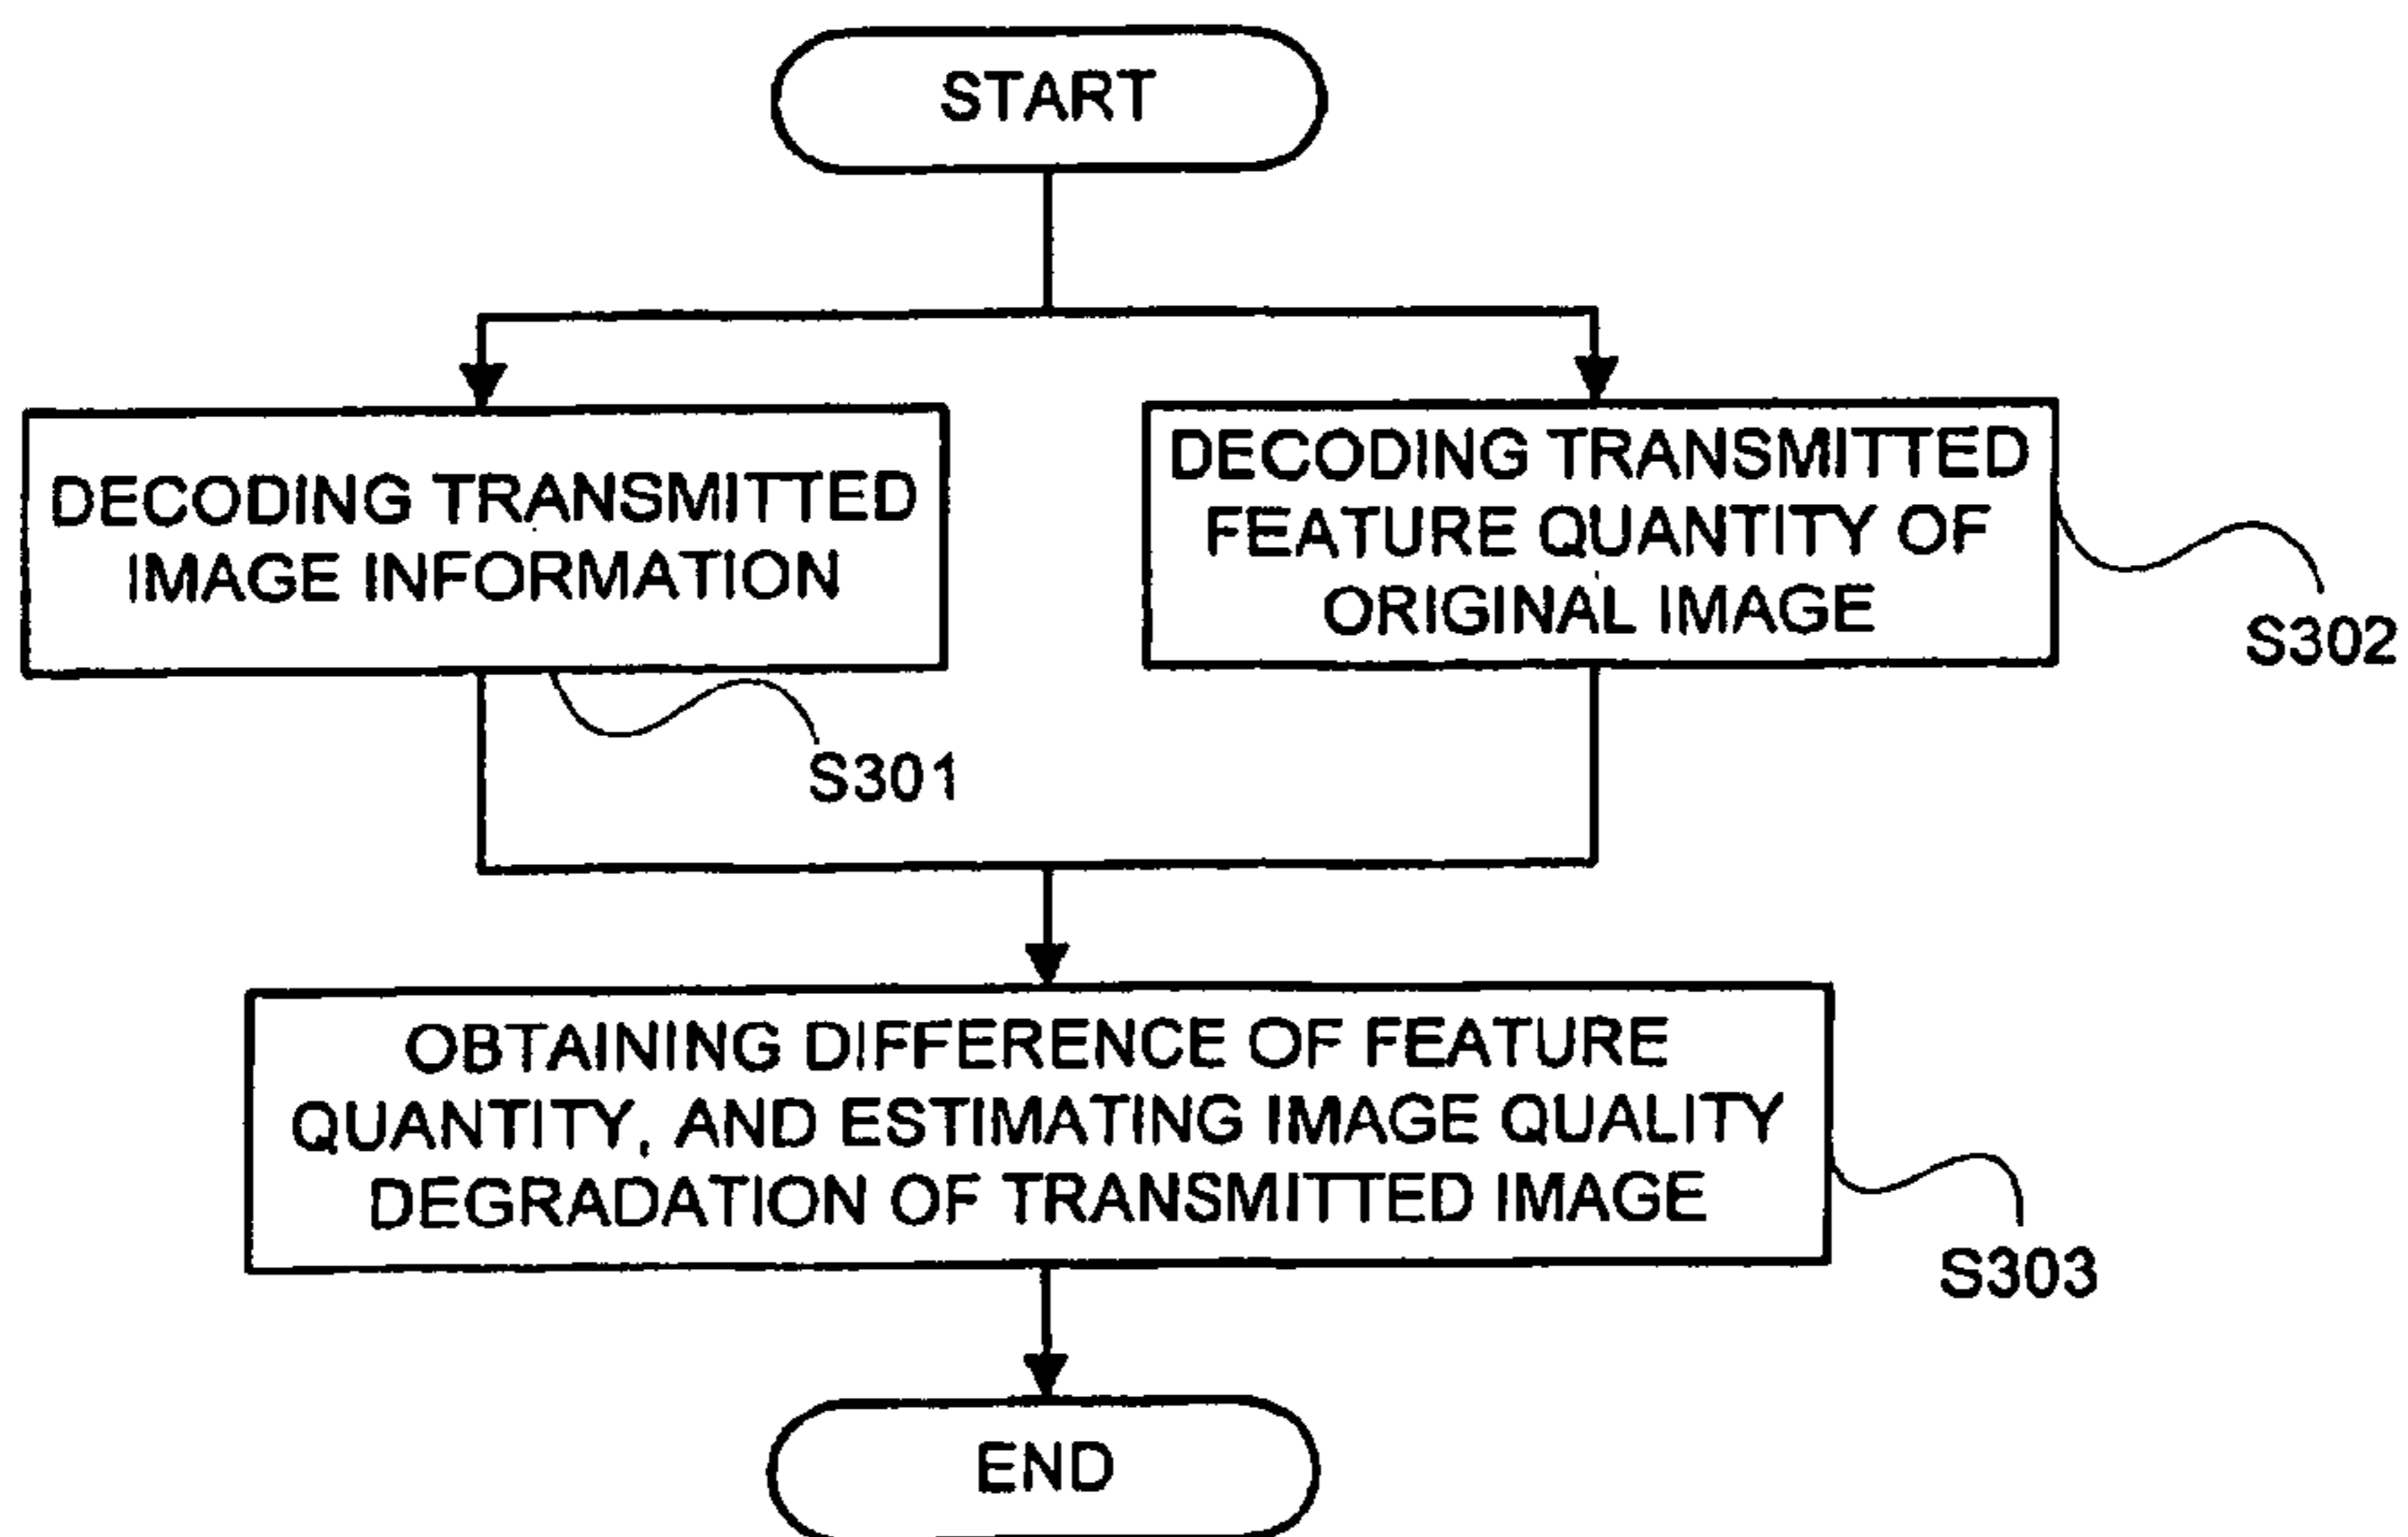 START
DECODING TRANSMITTED
IMAGE INFORMATION
S301
DECODING TRANSMITTED
FEATURE QUANTITY OF
ORIGINAL IMAGE
S302
OBTAINING DIFFERENCE OF FEATURE
QUANTITY, AND ESTIMATING IMAGE QUALITY
DEGRADATION OF TRANSMITTED IMAGE
S303
END